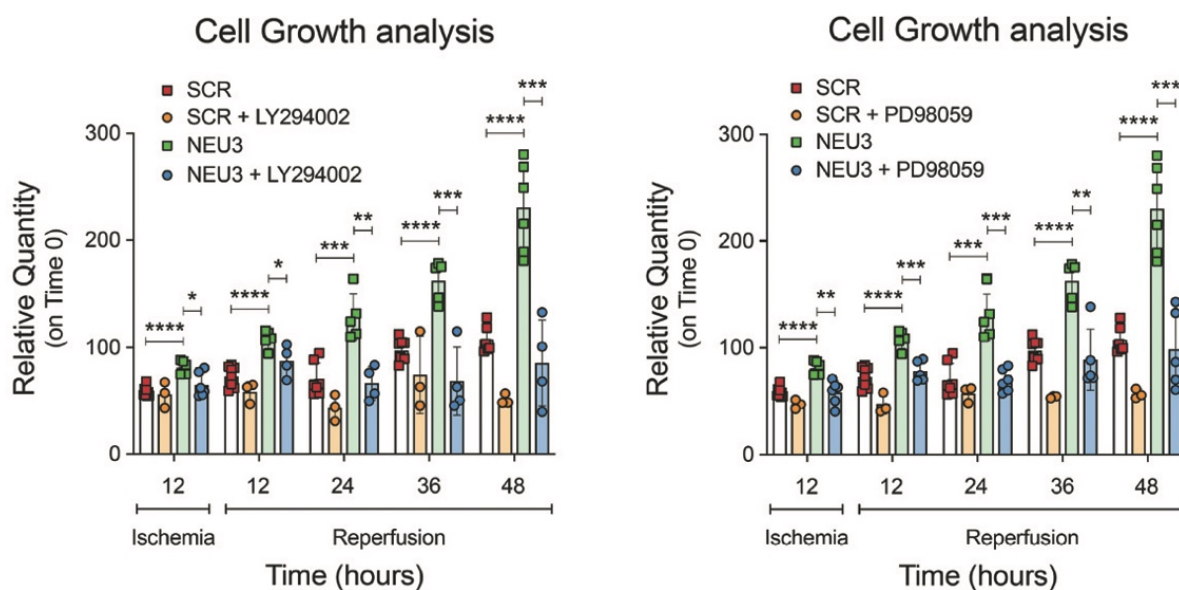 Cell Growth analysis
SCR
SCR + LY294002
NEU3
NEU3 + LY294002
Relative Quantity
(on Time 0)
300
200
100
0
****
*
****
*
***
**
****
***
****
***
12
12
24
36
48
Ischemia
Reperfusion
Time (hours)
Cell Growth analysis
SCR
SCR + PD98059
NEU3
NEU3 + PD98059
Relative Quantity
(on Time 0)
300
200
100
0
****
**
****
***
***
***
****
**
****
***
12
12
24
36
48
Ischemia
Reperfusion
Time (hours)